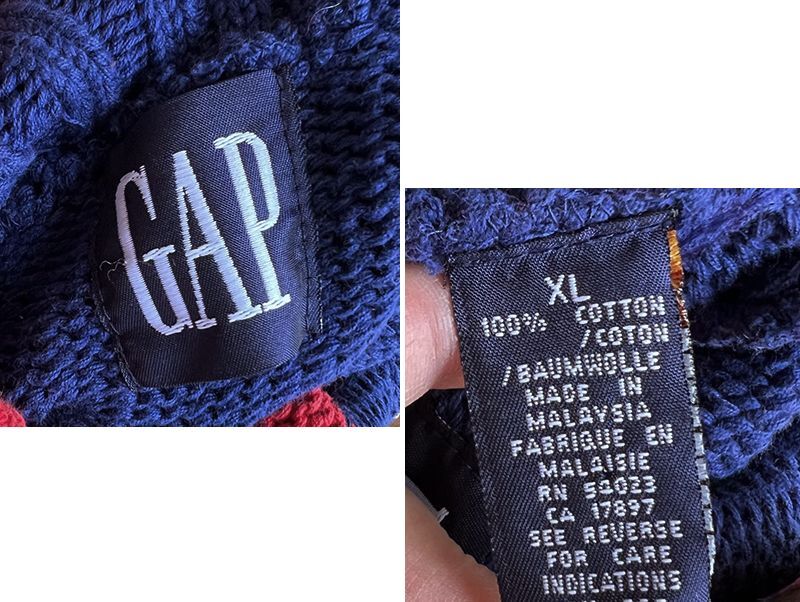 GAP
XL
100% COTTON
/COTON
/BAUMWOLLE
MADE IN
MALAYSIA
FABRIQUE EN
MALAISIE
RN 54023
CA 17897
SEE REVERSE
FOR CARE
INDICATIONS